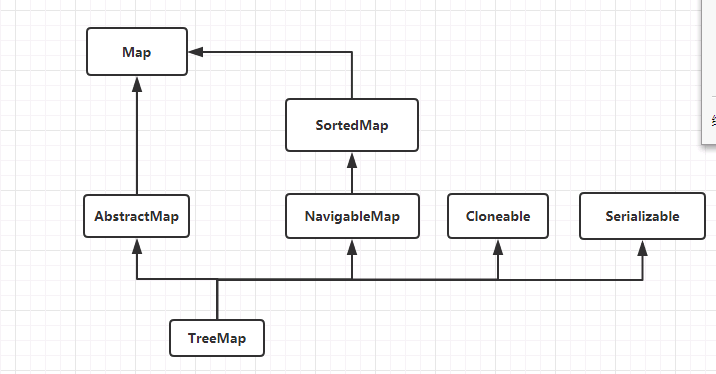 Map
SortedMap
AbstractMap
NavigableMap
Cloneable
Serializable
TreeMap